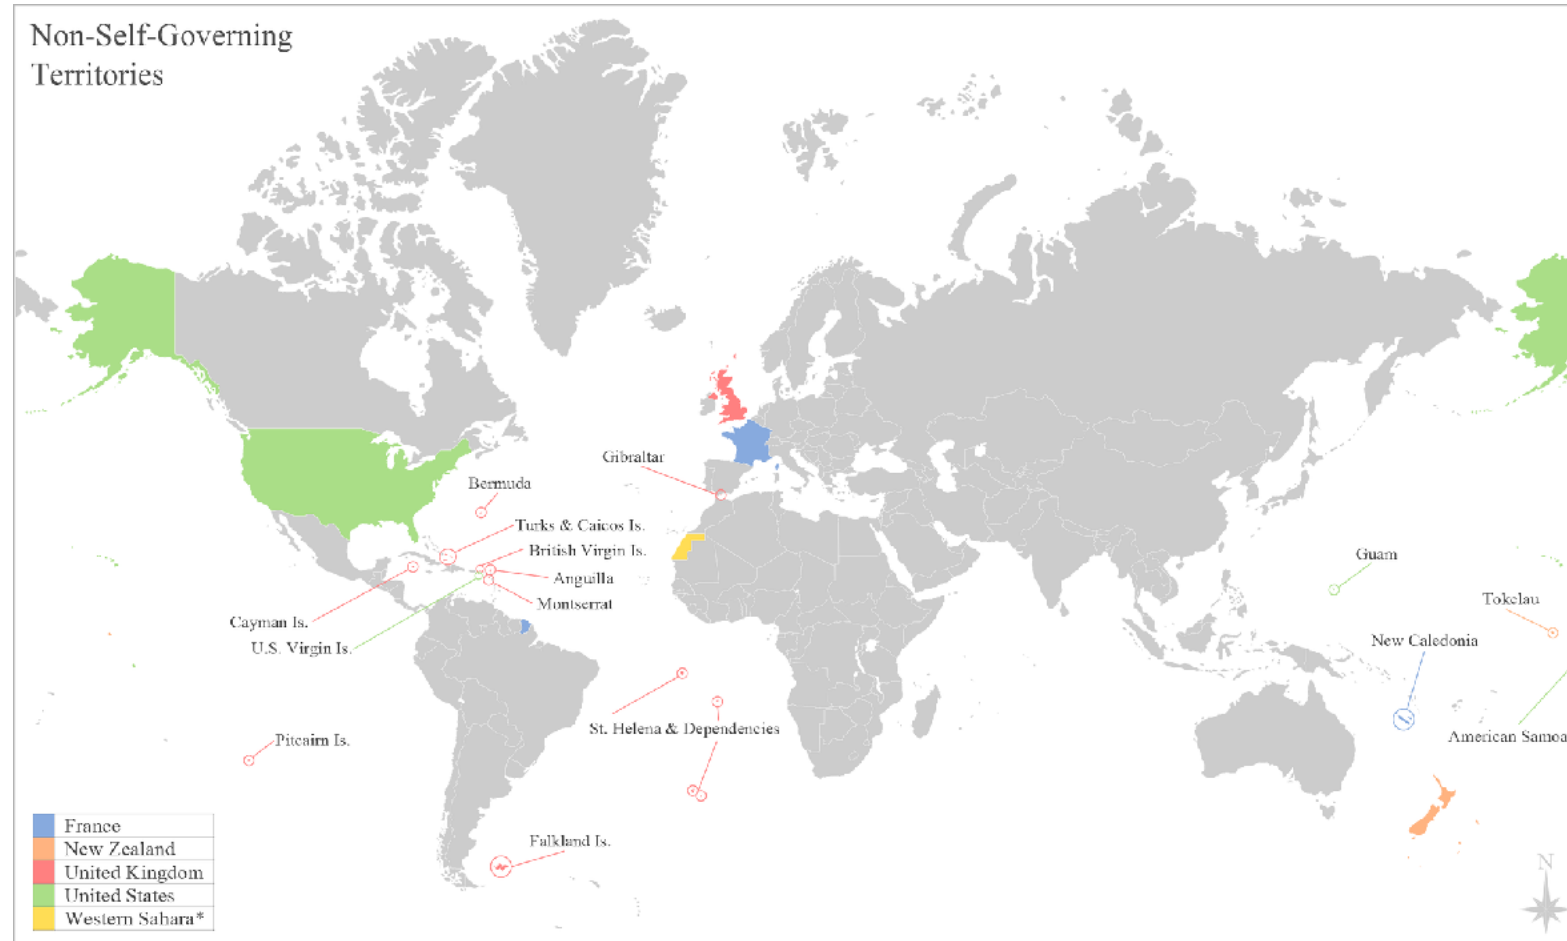 Non-Self-Governing
Territories
Gibraltar
Bermuda
Turks & Caicos Is.
British Virgin Is.
Anguilla
Montserrat
Cayman Is.
U.S. Virgin Is.
Guam
Tokelau
New Caledonia
St. Helena & Dependencies
American Samoa
Pitcairn Is.
Falkland Is.
France
New Zealand
United Kingdom
United States
Western Sahara*
N